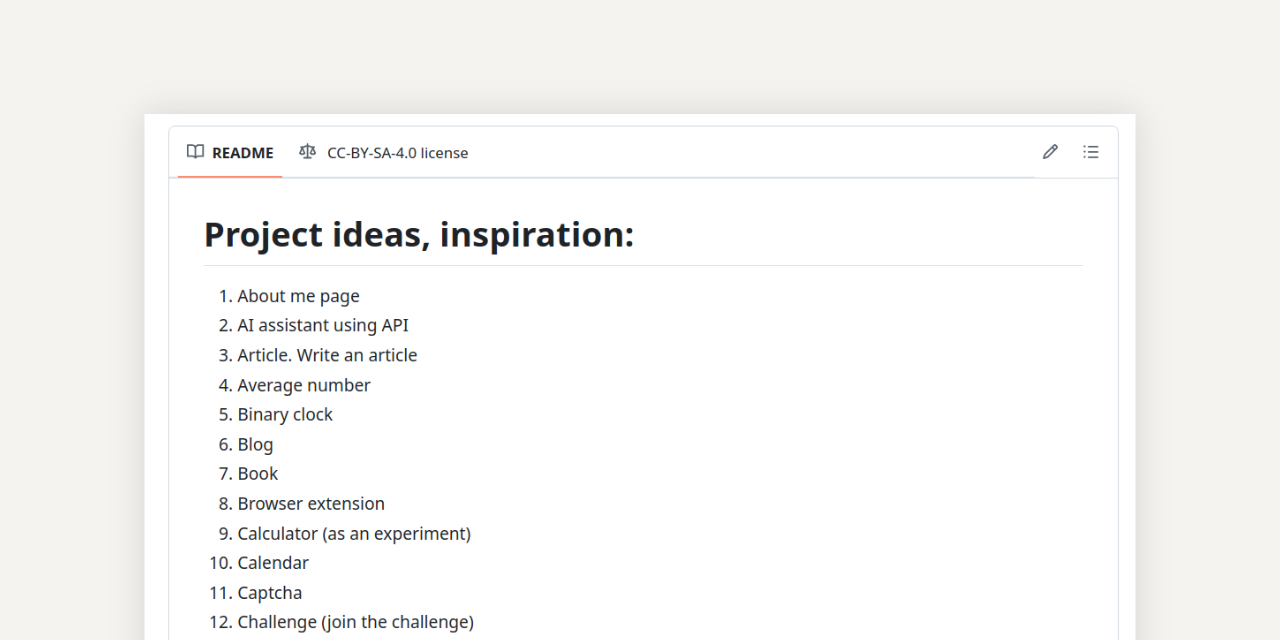 README CC-BY-SA-4.0 license
Project ideas, inspiration:
1. About me page
2. AI assistant using API
3. Article. Write an article
4. Average number
5. Binary clock
6. Blog
7. Book
8. Browser extension
9. Calculator (as an experiment)
10. Calendar
11. Captcha
12. Challenge (join the challenge)